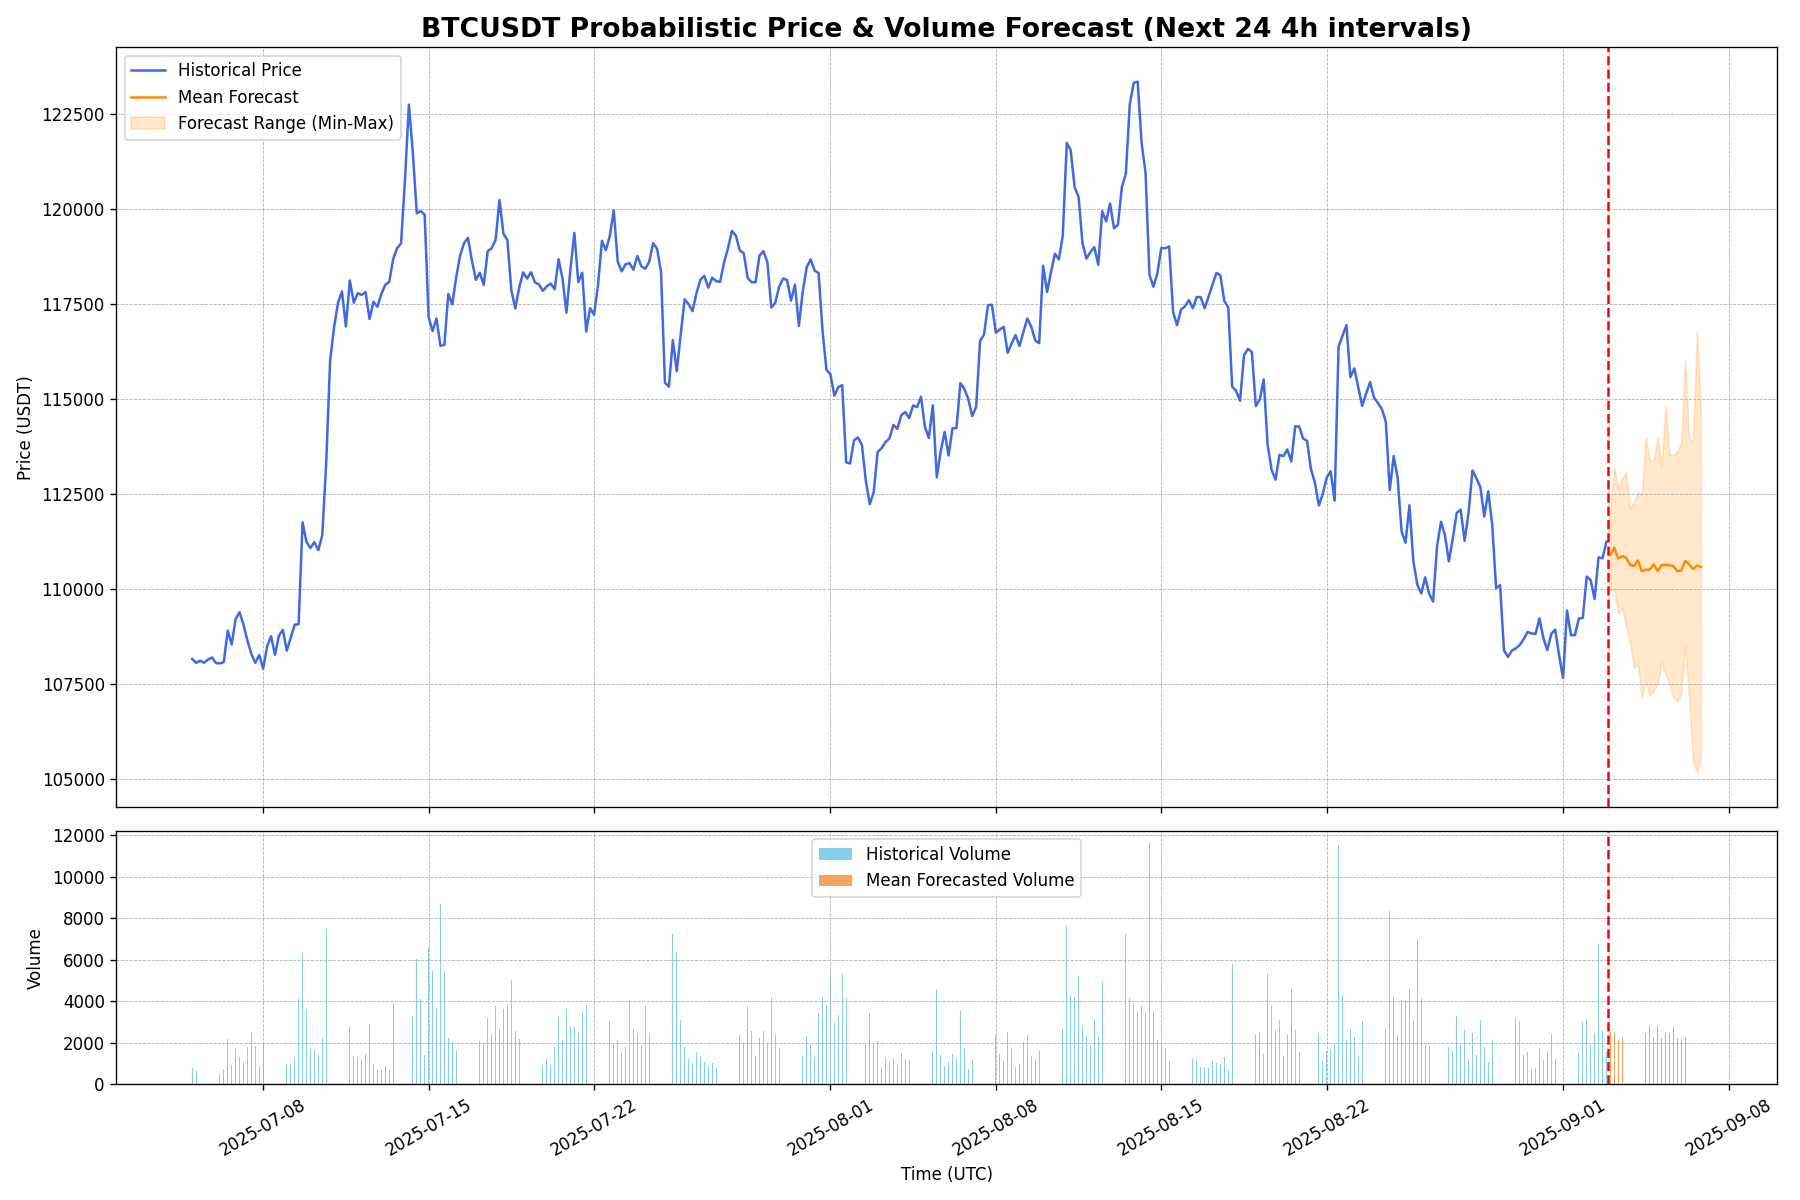 BTCUSDT Probabilistic Price & Volume Forecast (Next 24 4h intervals)
Historical Price
Mean Forecast
Forecast Range (Min-Max)
Price (USDT)
122500
120000
117500
115000
112500
110000
107500
105000
Historical Volume
Mean Forecasted Volume
Volume
12000
10000
8000
6000
4000
2000
0
2025-07-08
2025-07-15
2025-07-22
2025-08-01
2025-08-08
2025-08-15
2025-08-22
2025-09-01
2025-09-08
Time (UTC)